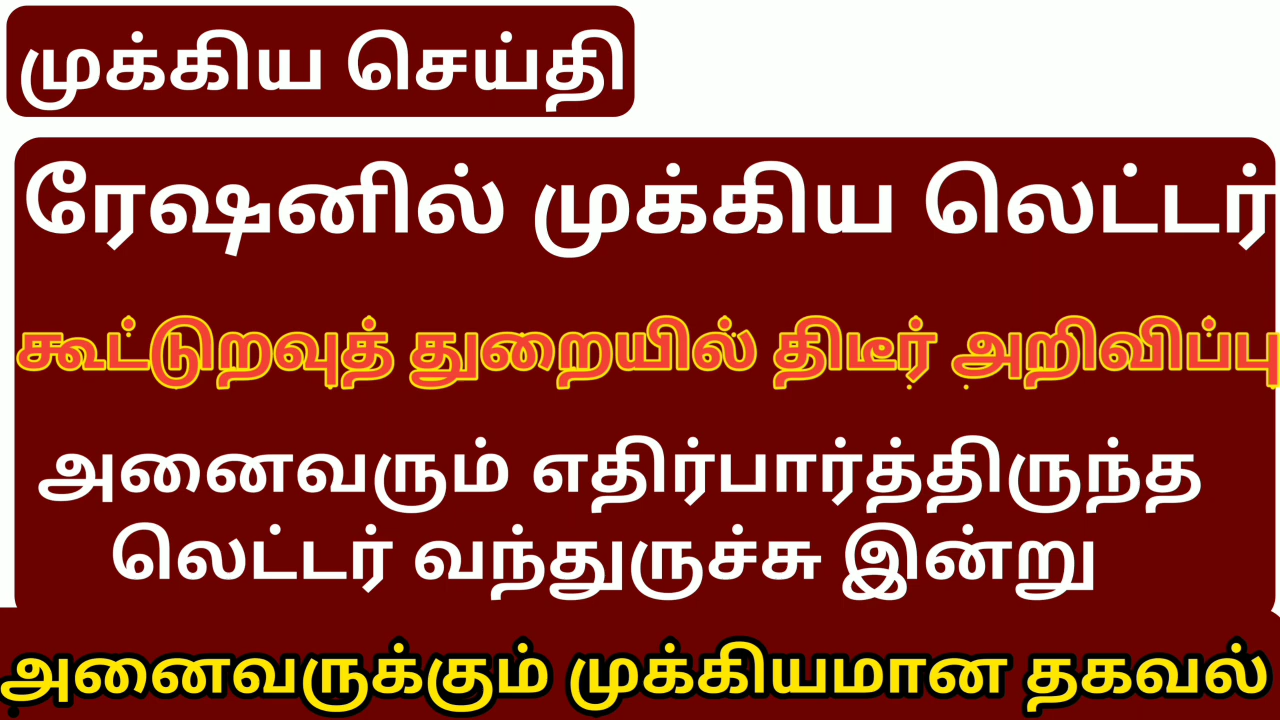 முக்கிய செய்தி
ரேஷனில் முக்கிய லெட்டர்
கூட்டுறவுத் துறையில் திடீர் அறிவிப்பு
அனைவரும் எதிர்பார்த்திருந்த
லெட்டர் வந்துருச்சு இன்று
அனைவருக்கும் முக்கியமான தகவல்